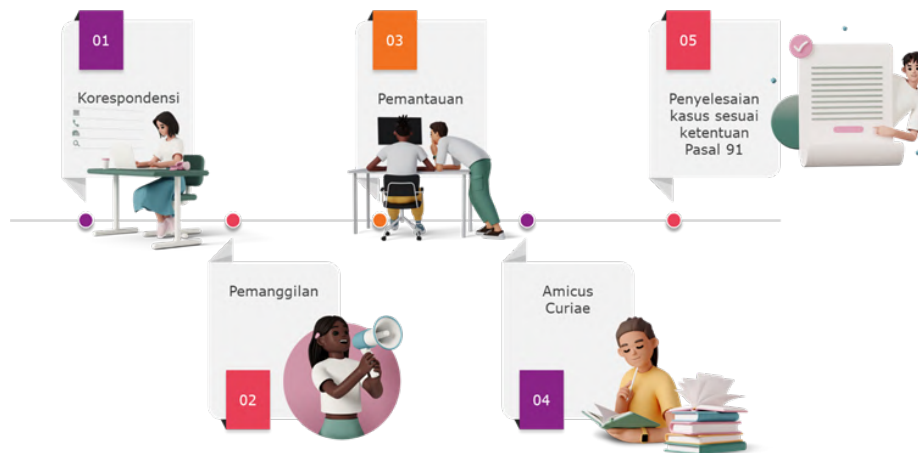 01
Korespondensi
02
Pemanggilan
03
Pemantauan
04
Amicus
Curiae
05
Penyelesaian
kasus sesuai
ketentuan
Pasal 91